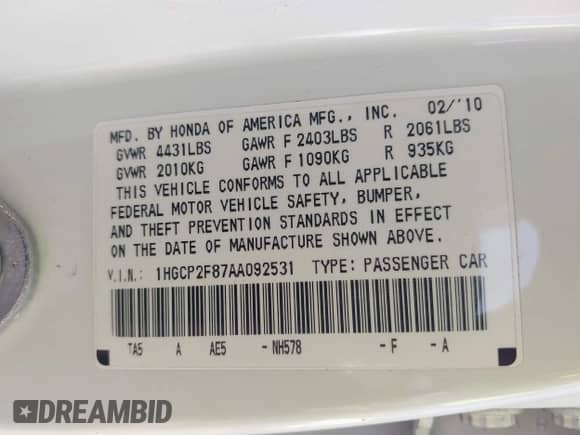 MFD. BY HONDA OF AMERICA MFG., INC. 02/'10
GVWR 4431LBS GAWR F 2403LBS R 2061LBS
GVWR 2010KG GAWR F 1090KG R 935KG
THIS VEHICLE CONFORMS TO ALL APPLICABLE
FEDERAL MOTOR VEHICLE SAFETY, BUMPER,
AND THEFT PREVENTION STANDARDS IN EFFECT
ON THE DATE OF MANUFACTURE SHOWN ABOVE.
V.I.N.: 1HGCP2F87AA092531 TYPE: PASSENGER CAR
TA5 A AE5 -NH578 -F -A
DREAMBID